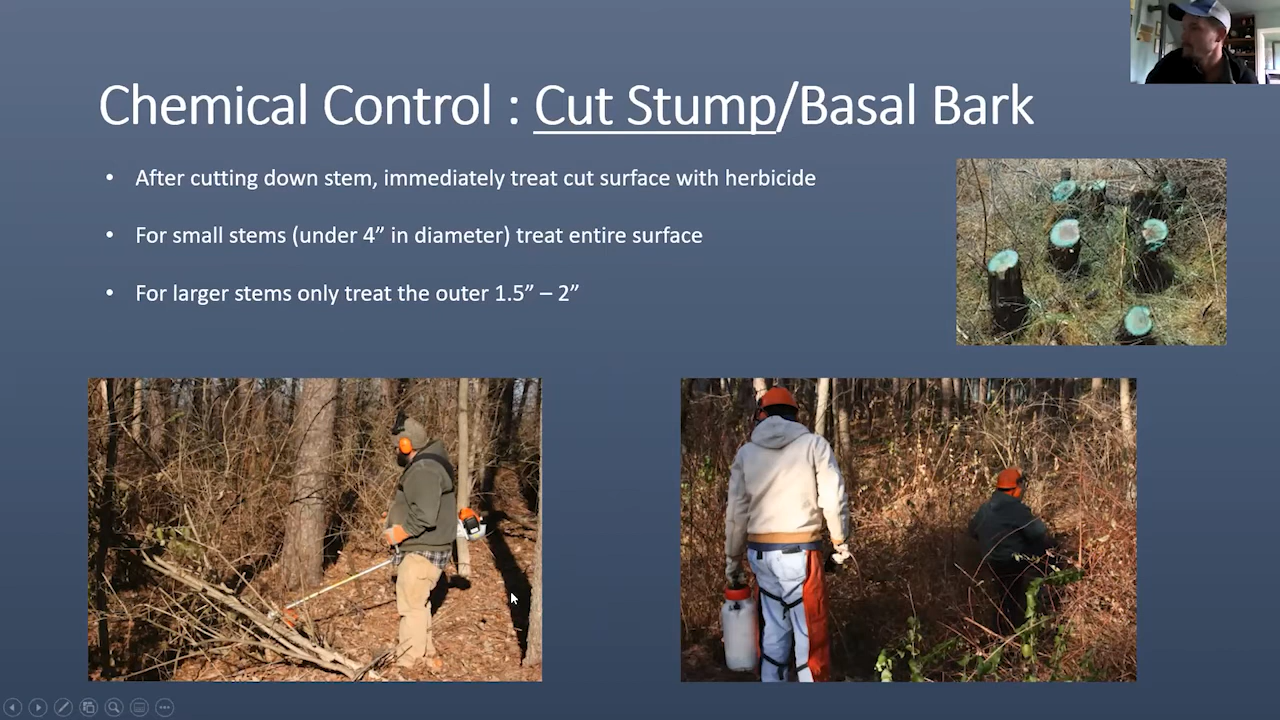 Chemical Control : Cut Stump/Basal Bark
• After cutting down stem, immediately treat cut surface with herbicide
• For small stems (under 4” in diameter) treat entire surface
• For larger stems only treat the outer 1.5” – 2”